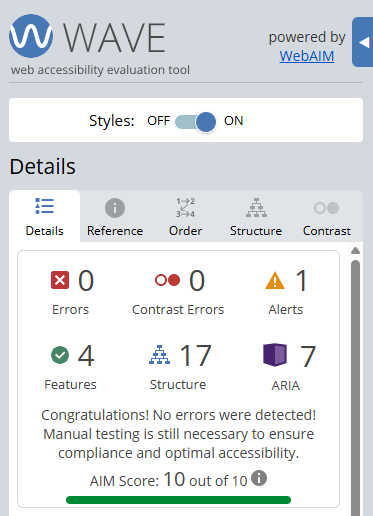 WAVE
web accessibility evaluation tool
powered by
WebAIM
Styles: OFF ON
Details
Details Reference Order Structure Contrast
0 0 1
Errors Contrast Errors Alerts
4 17 7
Features Structure ARIA
Congratulations! No errors were detected!
Manual testing is still necessary to ensure
compliance and optimal accessibility.
AIM Score: 10 out of 10